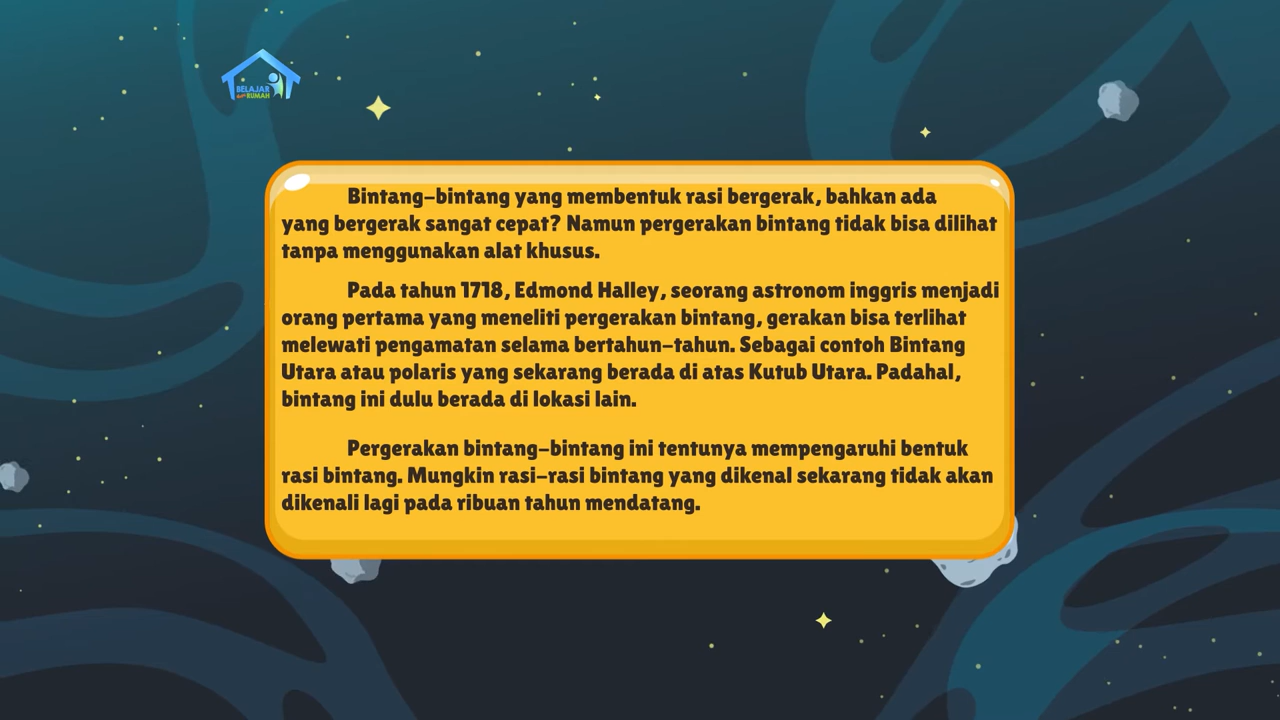 BELAJAR
dari RUMAH
Bintang-bintang yang membentuk rasi bergerak, bahkan ada
yang bergerak sangat cepat? Namun pergerakan bintang tidak bisa dilihat
tanpa menggunakan alat khusus.
Pada tahun 1718, Edmond Halley, seorang astronom inggris menjadi
orang pertama yang meneliti pergerakan bintang, gerakan bisa terlihat
melewati pengamatan selama bertahun-tahun. Sebagai contoh Bintang
Utara atau polaris yang sekarang berada di atas Kutub Utara. Padahal,
bintang ini dulu berada di lokasi lain.
Pergerakan bintang-bintang ini tentunya mempengaruhi bentuk
rasi bintang. Mungkin rasi-rasi bintang yang dikenal sekarang tidak akan
dikenali lagi pada ribuan tahun mendatang.